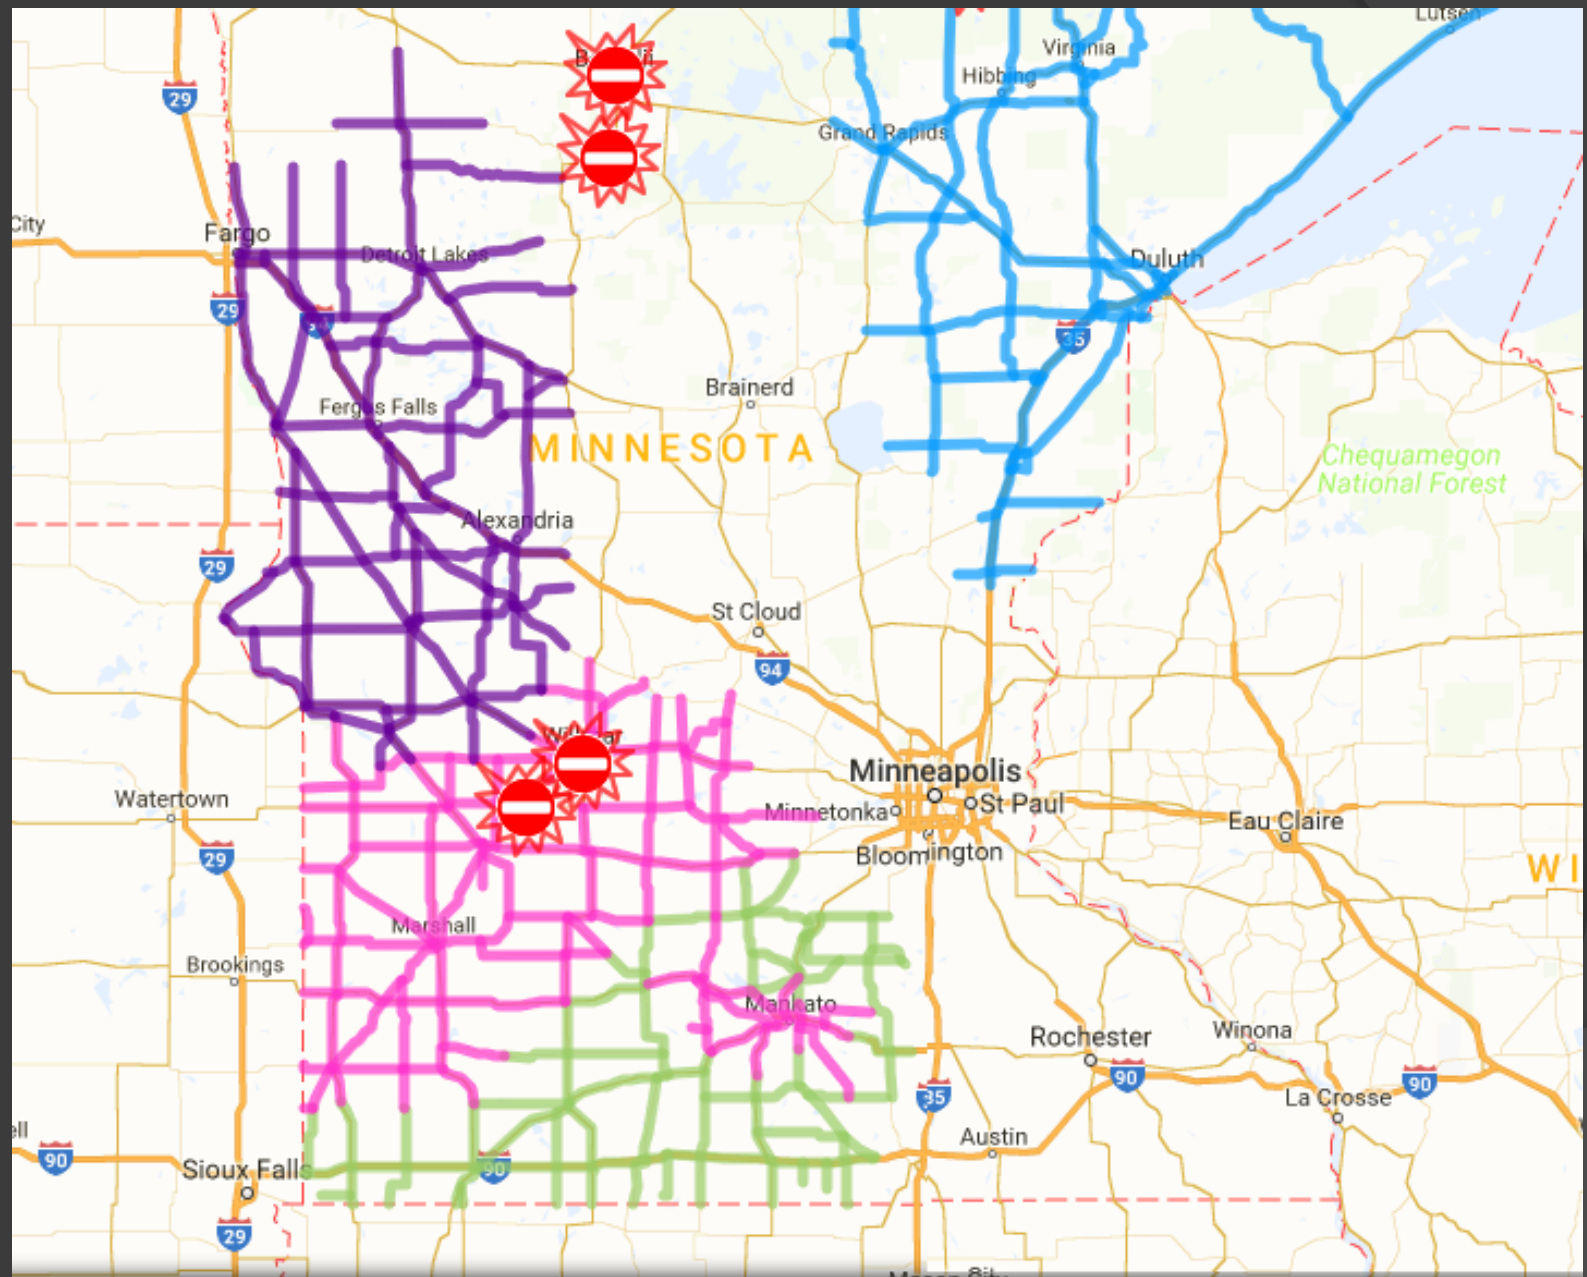 Lutsen
Virginia
Hibbing
29
Grand Rapids
City
Fargo
Detroit Lakes
Duluth
29
35
Brainerd
Fergus Falls
MINNESOTA
Chequamegon
National Forest
Alexandria
29
St Cloud
94
Minneapolis
Watertown
Minnetonka
St Paul
Eau Claire
29
Bloomington
WI
Marshall
Brookings
Mankato
Rochester
Winona
90
90
35
La Crosse
Austin
90
Sioux Falls
90
29